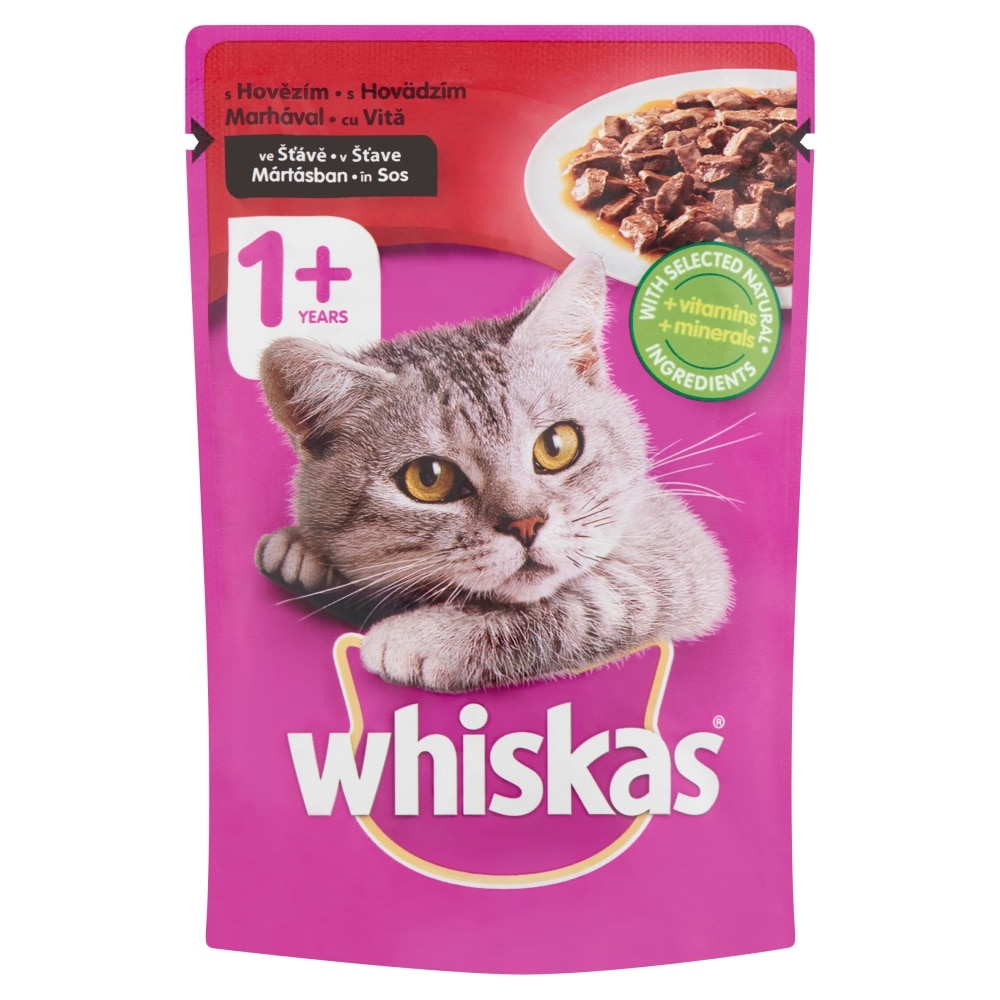 s Hovězím • s Hovädzím
Marhával • cu Vită
ve Šťávě • v Šťave
Mártásban • în Sos
1+
YEARS
WITH SELECTED NATURAL •
+ vitamins
+ minerals
INGREDIENTS
whiskas®